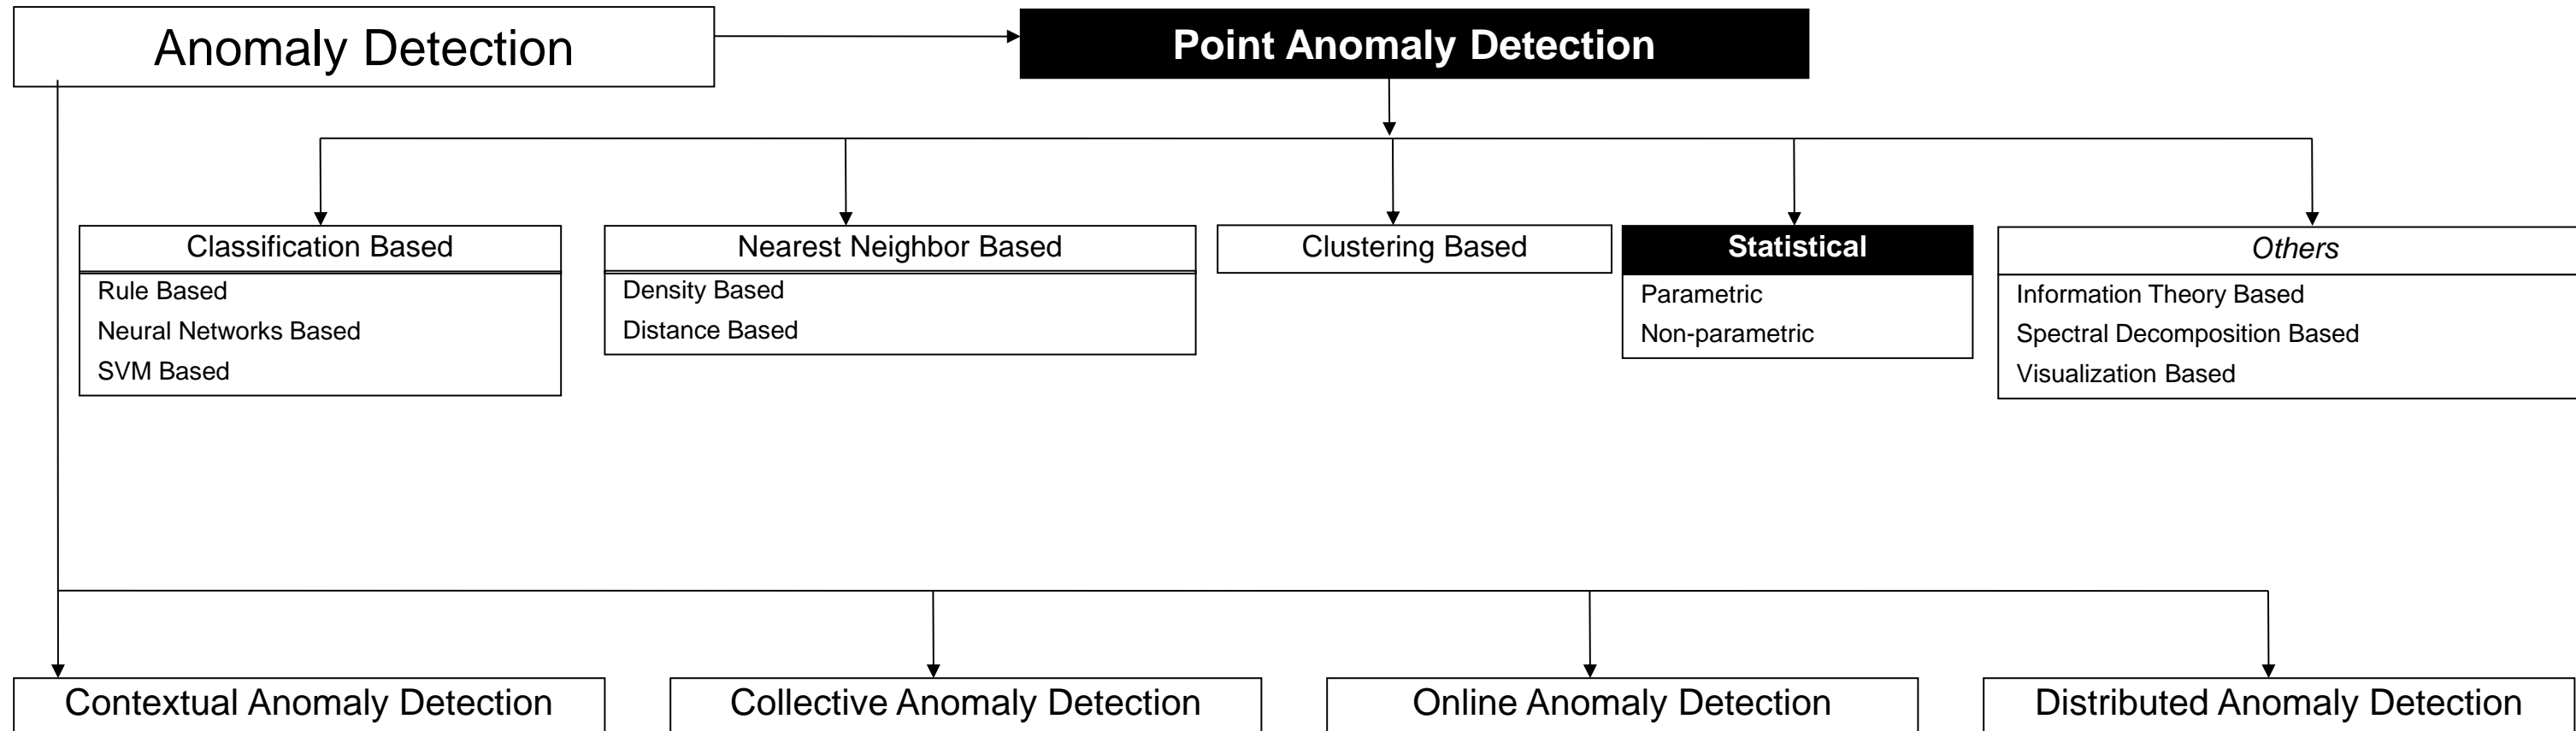 Anomaly Detection
Point Anomaly Detection
Classification Based
Rule Based
Neural Networks Based
SVM Based
Nearest Neighbor Based
Density Based
Distance Based
Clustering Based
Statistical
Parametric
Non-parametric
Others
Information Theory Based
Spectral Decomposition Based
Visualization Based
Contextual Anomaly Detection
Collective Anomaly Detection
Online Anomaly Detection
Distributed Anomaly Detection